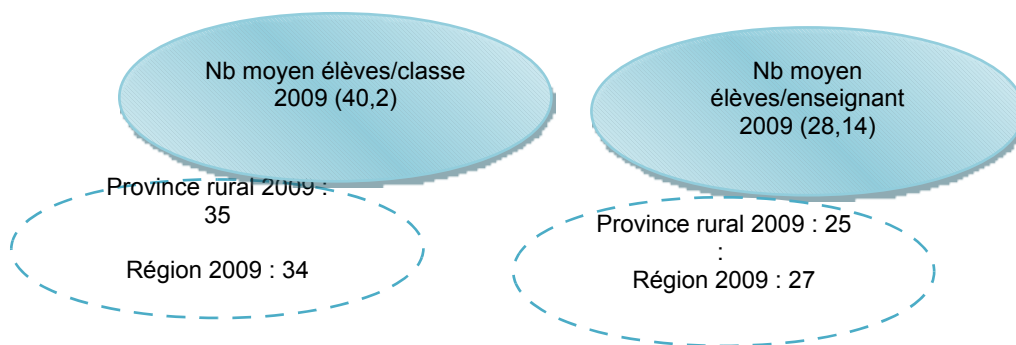 Nb moyen élèves/classe
2009 (40,2)
Province rural 2009 :
35
Région 2009 : 34
Nb moyen
élèves/enseignant
2009 (28,14)
Province rural 2009 : 25
:
Région 2009 : 27